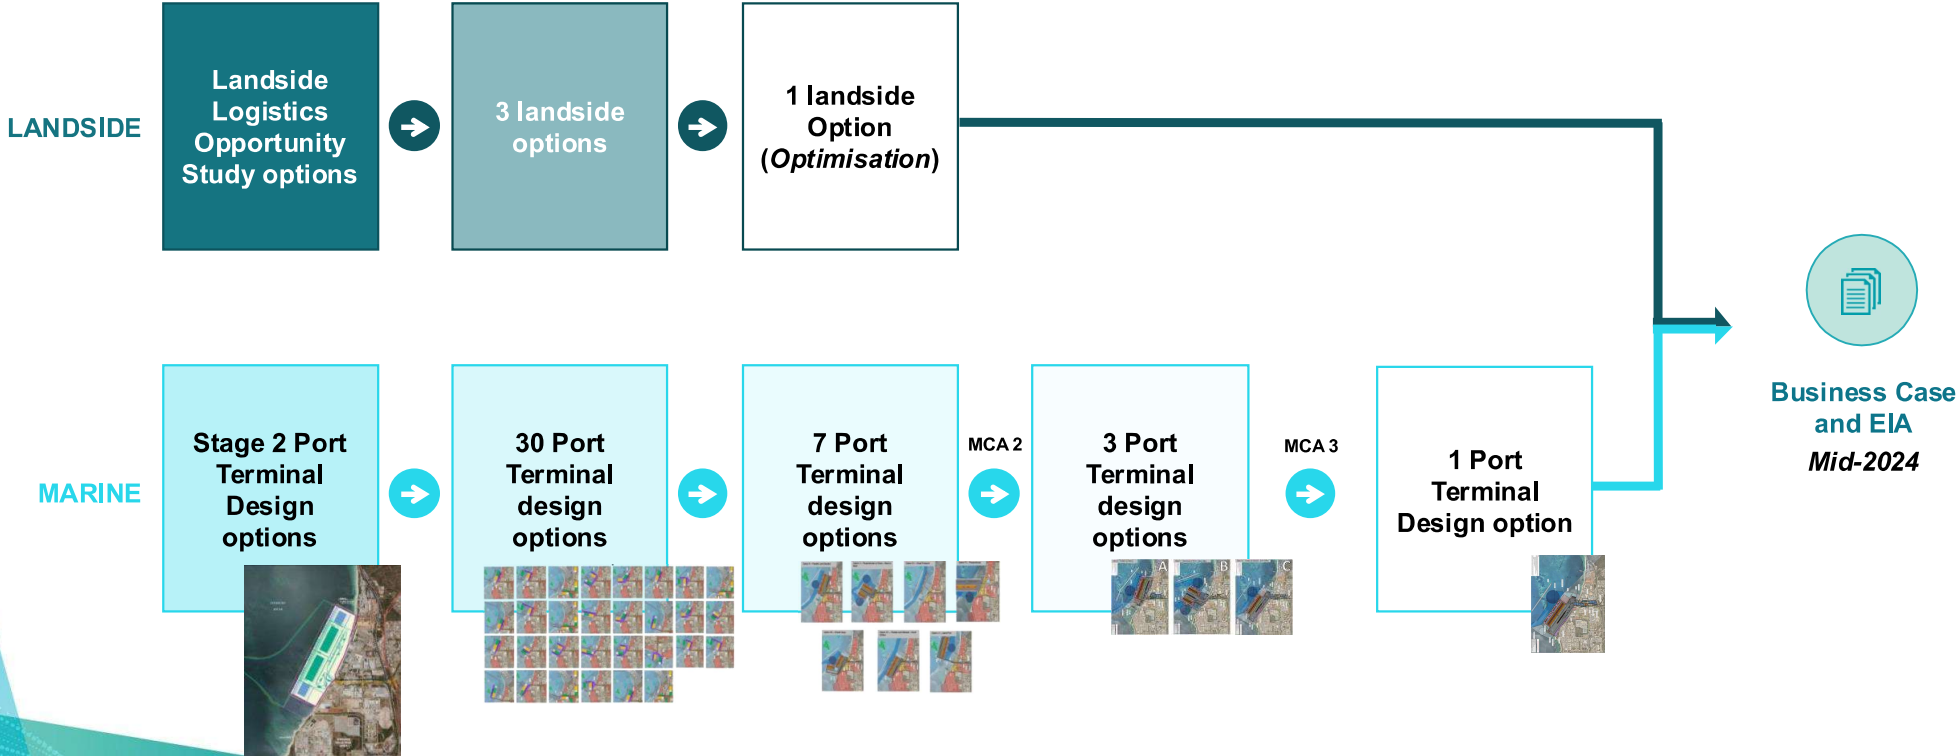 LANDSIDE
Landside
Logistics
Opportunity
Study options
3 landside
options
1 landside
Option
(Optimisation)
MARINE
Stage 2 Port
Terminal
Design
options
30 Port
Terminal
design
options
7 Port
Terminal
design
options
MCA 2
3 Port
Terminal
design
options
A
B
C
MCA 3
1 Port
Terminal
Design option
Business Case
and EIA
Mid-2024